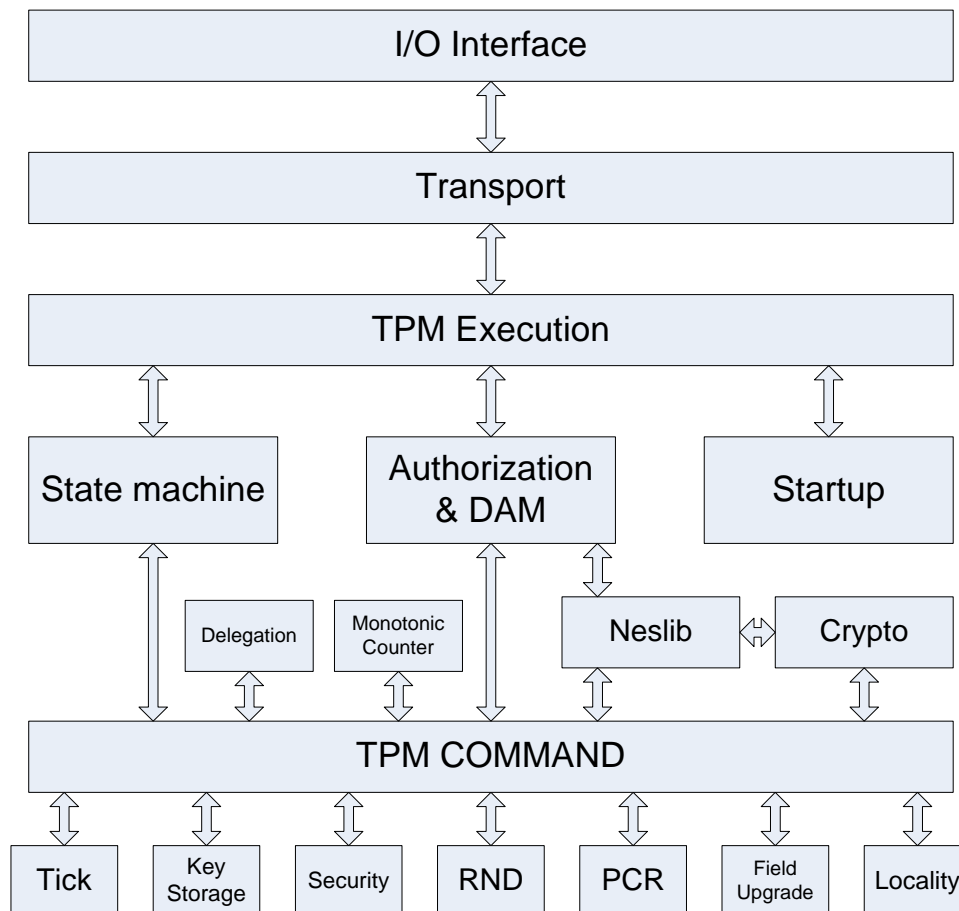 I/O Interface
Transport
TPM Execution
State machine
Authorization
& DAM
Startup
Delegation
Monotonic
Counter
Neslib
Crypto
TPM COMMAND
Tick
Key
Storage
Security
RND
PCR
Field
Upgrade
Locality